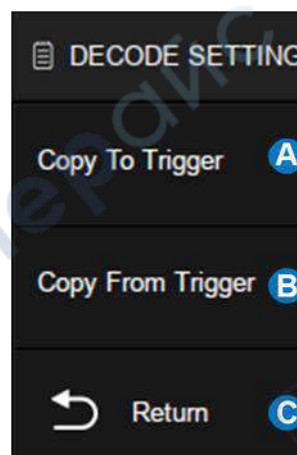 DECODE SETTING
Copy To Trigger A
Copy From Trigger B
Return C